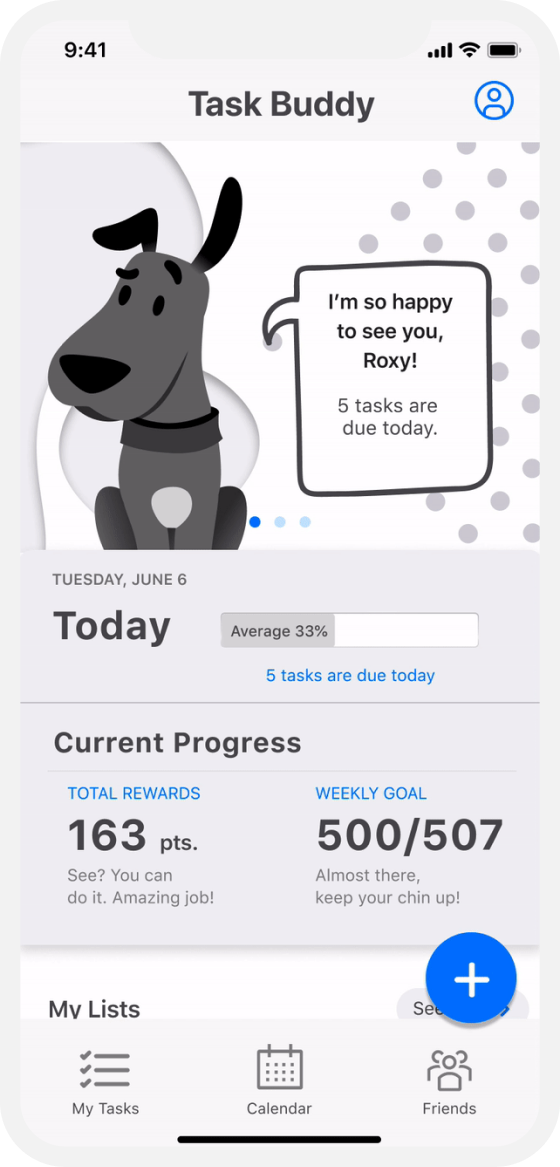 9:41
Task Buddy
I'm so happy
to see you,
Roxy!
5 tasks are
due today.
TUESDAY, JUNE 6
Today
Average 33%
5 tasks are due today
Current Progress
TOTAL REWARDS
163 pts.
See? You can
do it. Amazing job!
WEEKLY GOAL
500/507
Almost there,
keep your chin up!
My Lists
My Tasks
Calendar
Friends